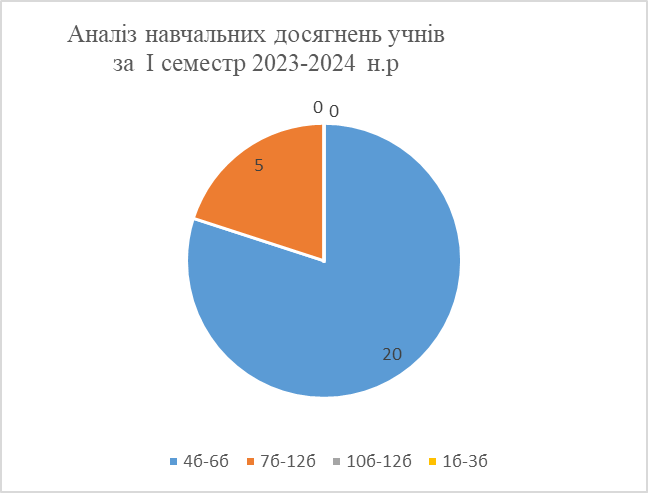 Аналіз навчальних досягнень учнів
за І семестр 2023-2024 н.р
0 0
5
20
4б-6б 7б-12б 10б-12б 1б-3б